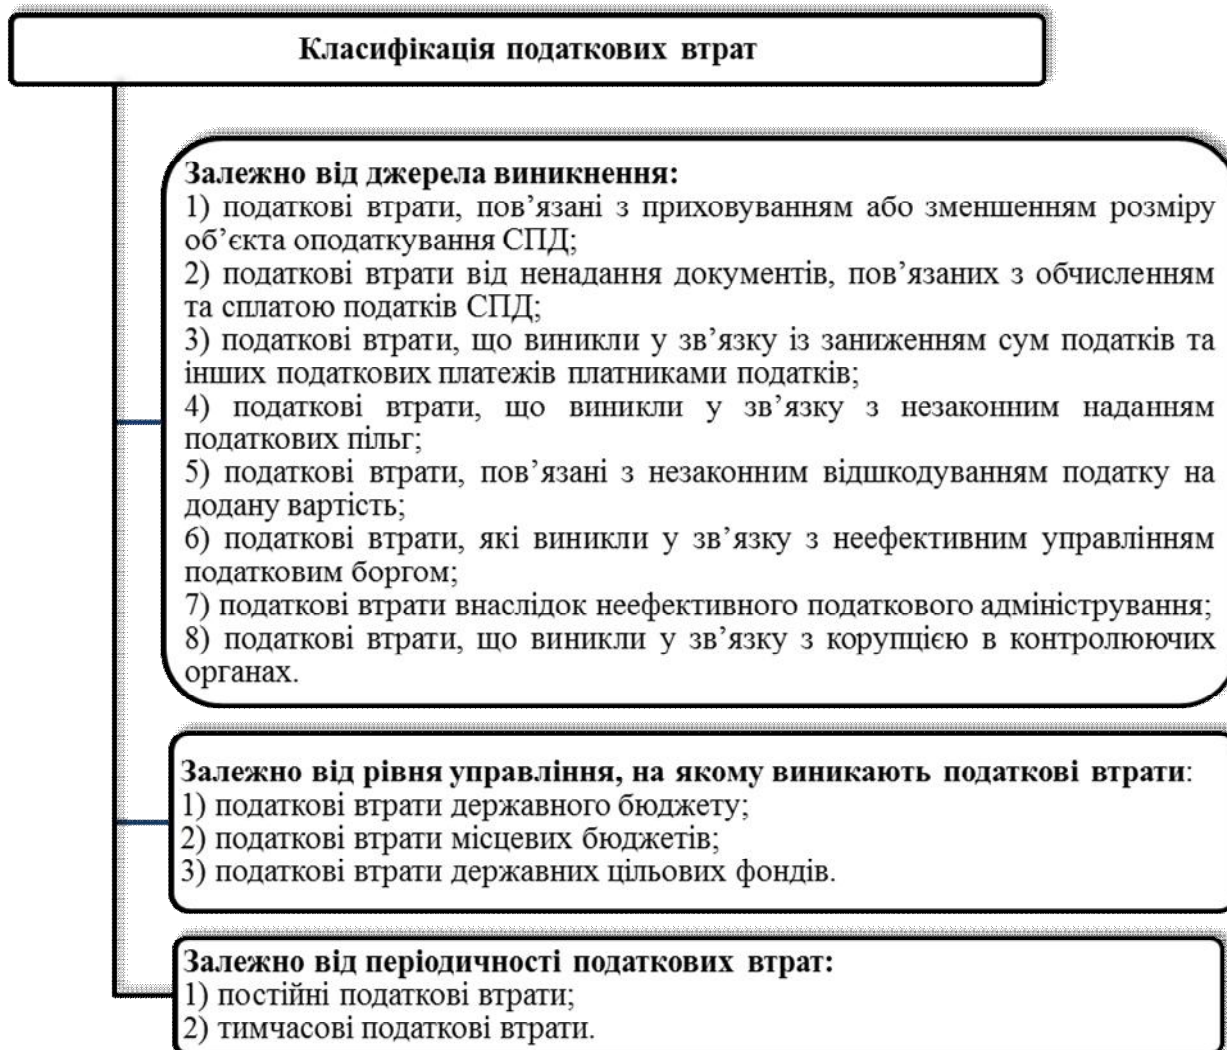 Класифікація податкових втрат
Залежно від джерела виникнення:
1) податкові втрати, пов’язані з приховуванням або зменшенням розміру
об’єкта оподаткування СПД;
2) податкові втрати від ненадання документів, пов’язаних з обчисленням
та сплатою податків СПД;
3) податкові втрати, що виникли у зв’язку із заниженням сум податків та
інших податкових платежів платниками податків;
4) податкові втрати, що виникли у зв’язку з незаконним наданням
податкових пільг;
5) податкові втрати, пов’язані з незаконним відшкодуванням податку на
додану вартість;
6) податкові втрати, які виникли у зв’язку з неефективним управлінням
податковим боргом;
7) податкові втрати внаслідок неефективного податкового адміністрування;
8) податкові втрати, що виникли у зв’язку з корупцією в контролюючих
органах.
Залежно від рівня управління, на якому виникають податкові втрати:
1) податкові втрати державного бюджету;
2) податкові втрати місцевих бюджетів;
3) податкові втрати державних цільових фондів.
Залежно від періодичності податкових втрат:
1) постійні податкові втрати;
2) тимчасові податкові втрати.